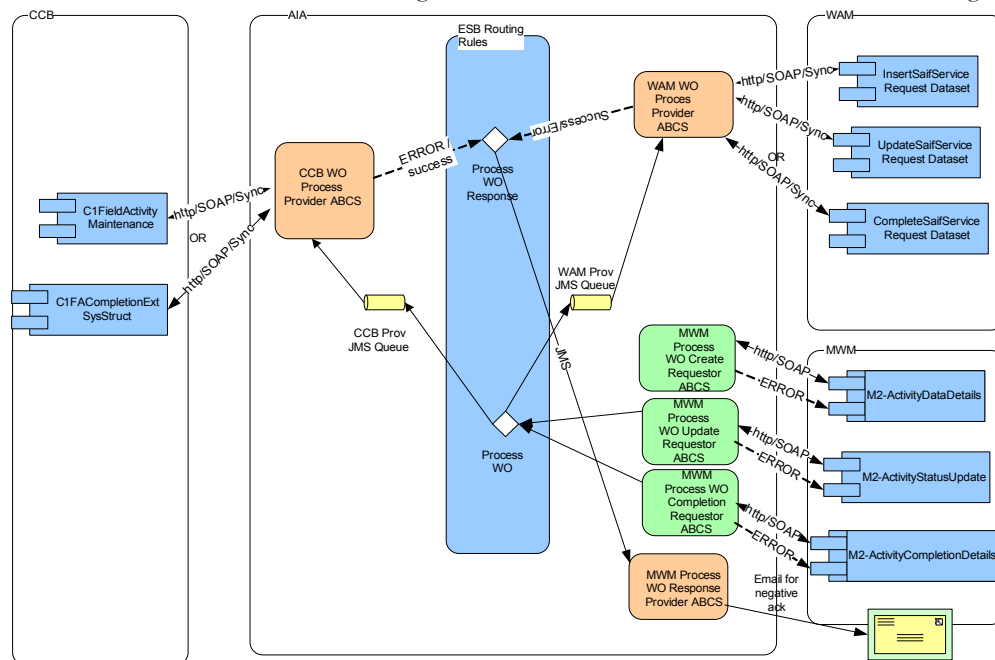 CCB
AIA
WAM
ESB Routing
Rules
http/SOAP/Sync
InsertSaifService
Request Dataset
WAM WO
Proces
Provider
ABCS
Success/Error
http/SOAP/Sync
UpdateSaifService
Request Dataset
OR
http/SOAP/Sync
CompleteSaifService
Request Dataset
ERROR /
success
Process
WO
Response
CCB WO
Process
Provider ABCS
C1FieldActivity
Maintenance
http/SOAP/Sync
OR
http/SOAP/Sync
C1FACompletionExt
SysStruct
WAM Prov
JMS Queue
CCB Prov
JMS Queue
JMS
MWM
MWM
Process
WO Create
Requestor
ABCS
http/SOAP
ERROR
M2-ActivityDataDetails
Process
WO
MWM
Process
WO Update
Requestor
ABCS
http/SOAP
ERROR
M2-ActivityStatusUpdate
MWM
Process WO
Completion
Requestor
ABCS
http/SOAP
ERROR
M2-ActivityCompletionDetails
MWM Process
WO Response
Provider ABCS
Email for
negative
ack